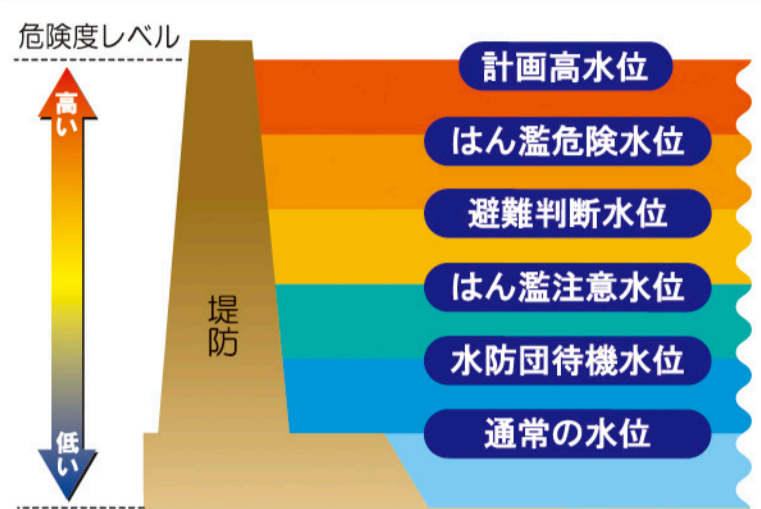 危険度レベル
高い
計画高水位
はん濫危険水位
避難判断水位
はん濫注意水位
堤防
水防団待機水位
通常の水位
低い